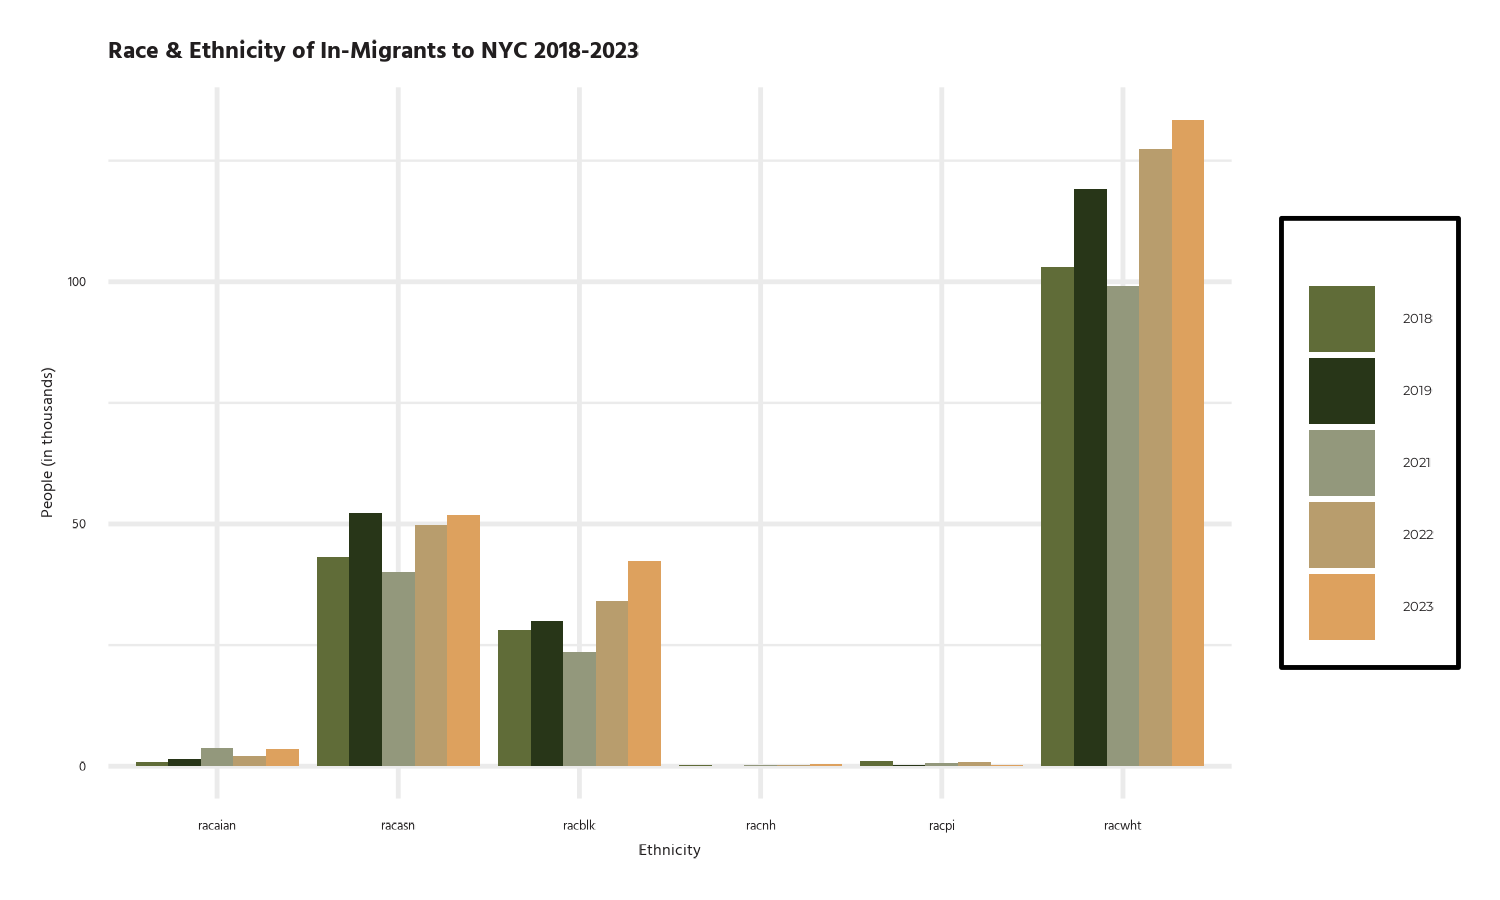 Race & Ethnicity of In-Migrants to NYC 2018-2023
People (in thousands)
100
50
0
racaian
racasn
racblk
racnh
racpi
racwht
Ethnicity
2018
2019
2021
2022
2023